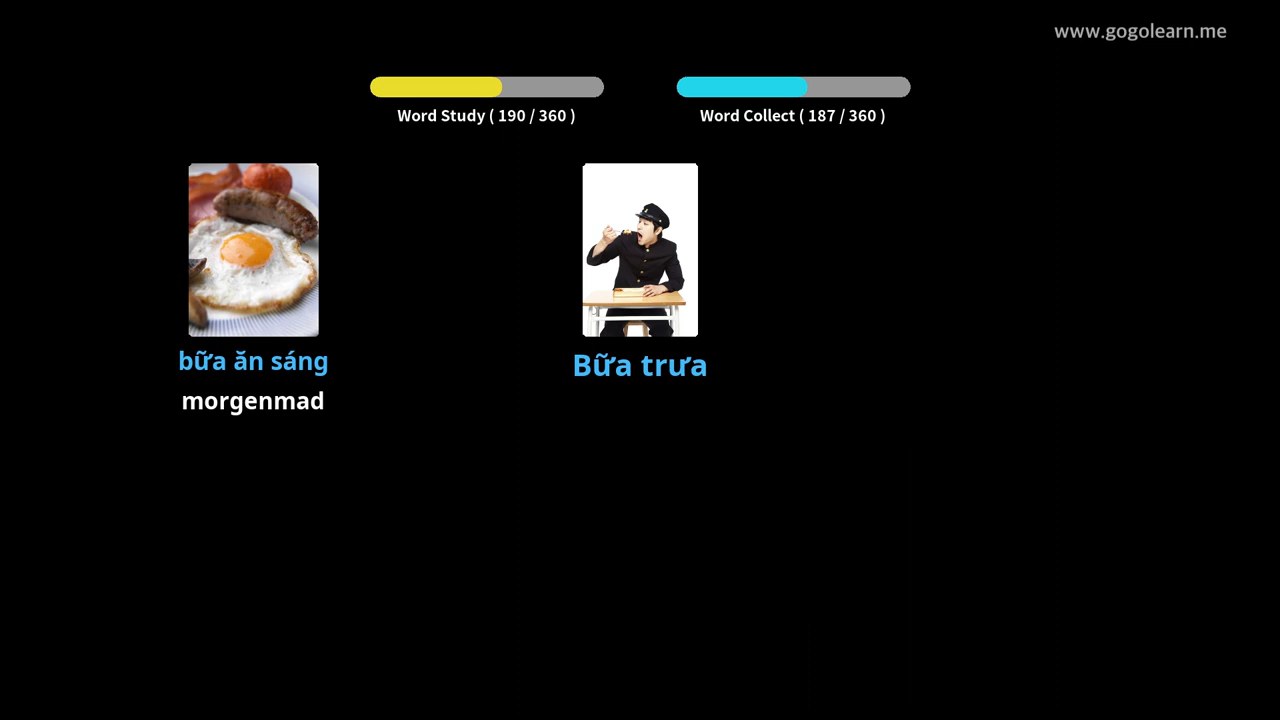 www.gogolearn.me
Word Study ( 190 / 360 )
Word Collect ( 187 / 360 )
bữa ăn sáng
morgenmad
Bữa trưa